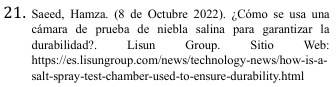 21. Saeed, Hamza. (8 de Octubre 2022). ¿Cómo se usa una
cámara de prueba de niebla salina para garantizar la
durabilidad?. Lisun Group. Sitio Web:
https://es.lisungroup.com/news/technology-news/how-is-a-
salt-spray-test-chamber-used-to-ensure-durability.html